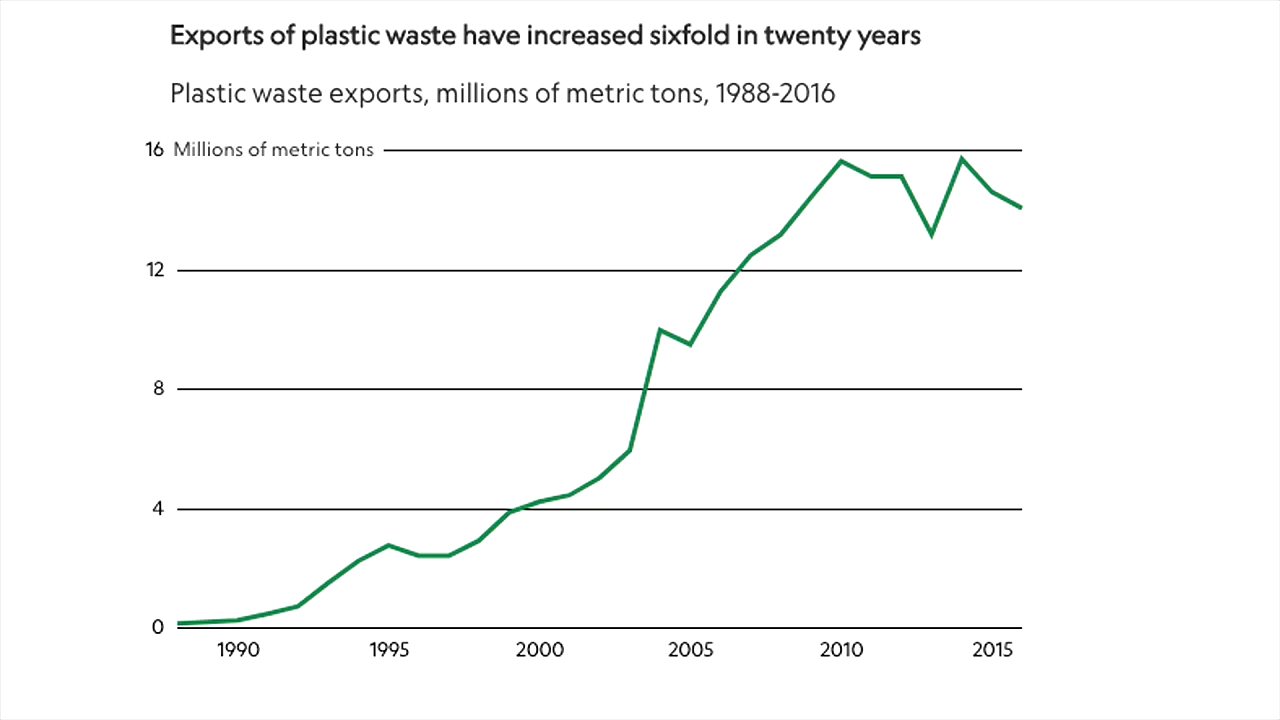 Exports of plastic waste have increased sixfold in twenty years
Plastic waste exports, millions of metric tons, 1988-2016
16 Millions of metric tons
12
8
4
0
1990 1995 2000 2005 2010 2015